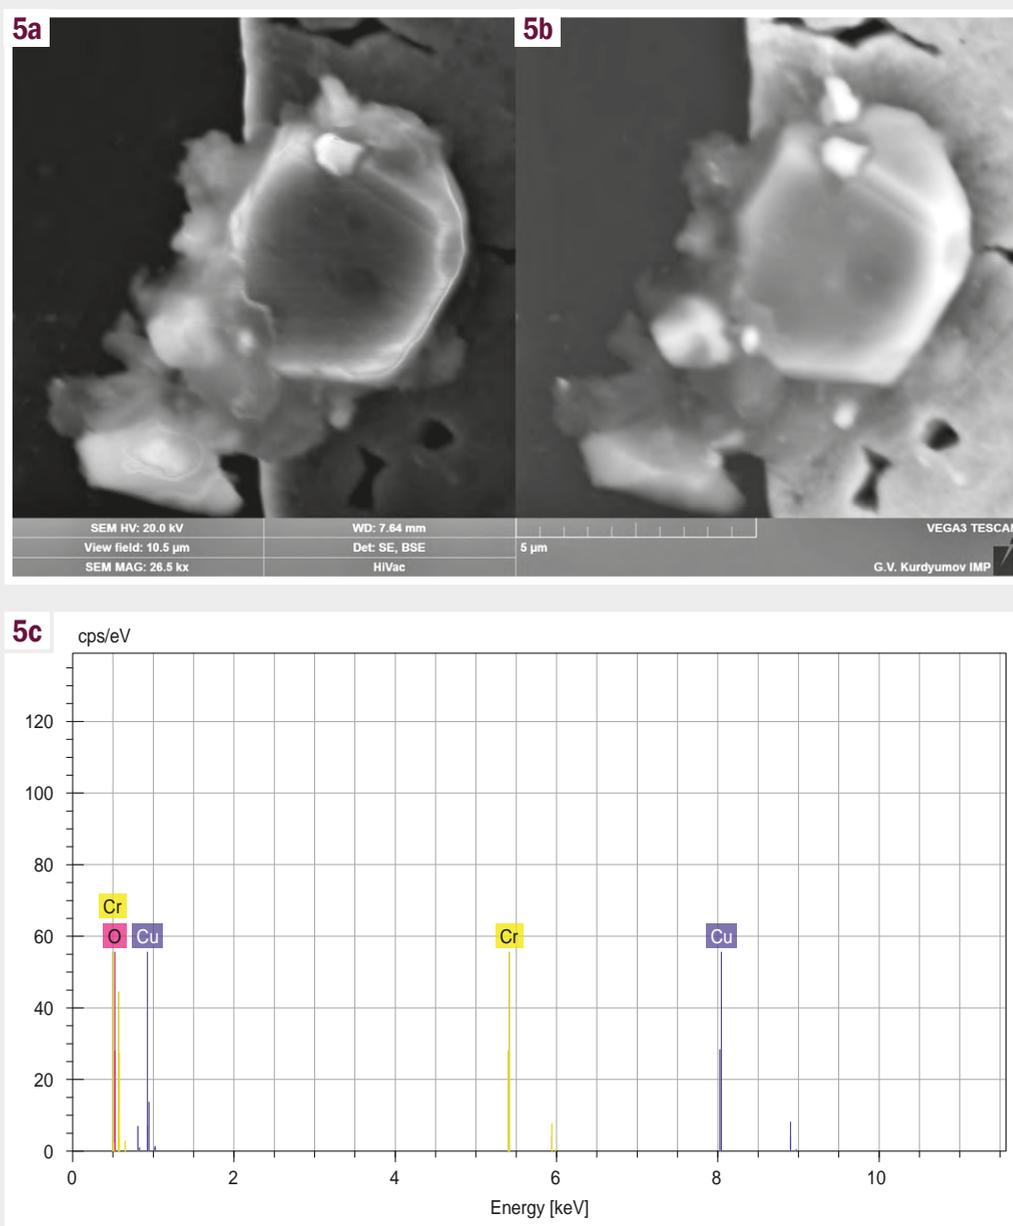 5a
5b
SEM HV: 20.0 kV
WD: 7.64 mm
VEGA3 TESCAN
View field: 10.5 µm
Det: SE, BSE
5 µm
SEM MAG: 26.5 kx
HiVac
G.V. Kurdyumov IMP
5c
cps/eV
120
100
80
60
40
20
0
Cr
O
Cu
Cr
Cu
0
2
4
6
8
10
Energy [keV]